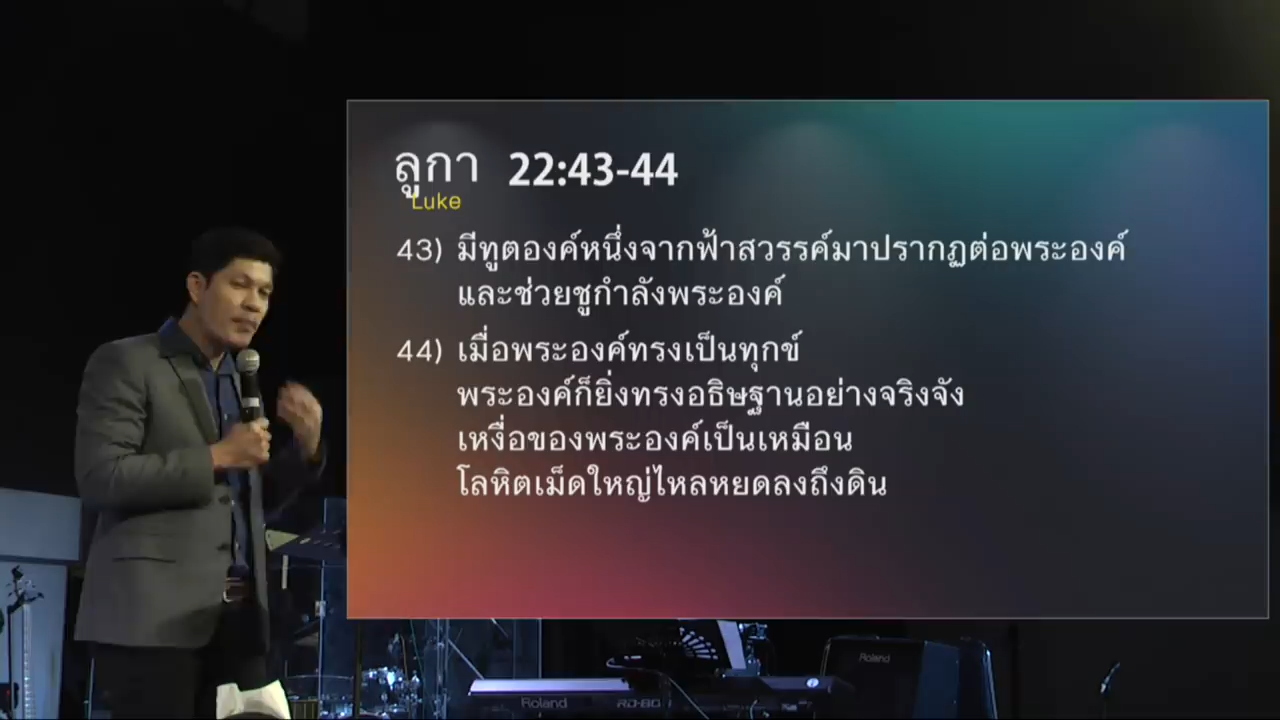 ลูกา 22:43-44
Luke
43) มีทูตองค์หนึ่งจากฟ้าสวรรค์มาปรากฏต่อพระองค์
และช่วยชูกำลังพระองค์
44) เมื่อพระองค์ทรงเป็นทุกข์
พระองค์ก็ยิ่งทรงอธิษฐานอย่างจริงจัง
เหงื่อของพระองค์เป็นเหมือน
โลหิตเม็ดใหญ่ไหลหยดลงถึงดิน
Roland
Roland RD-80